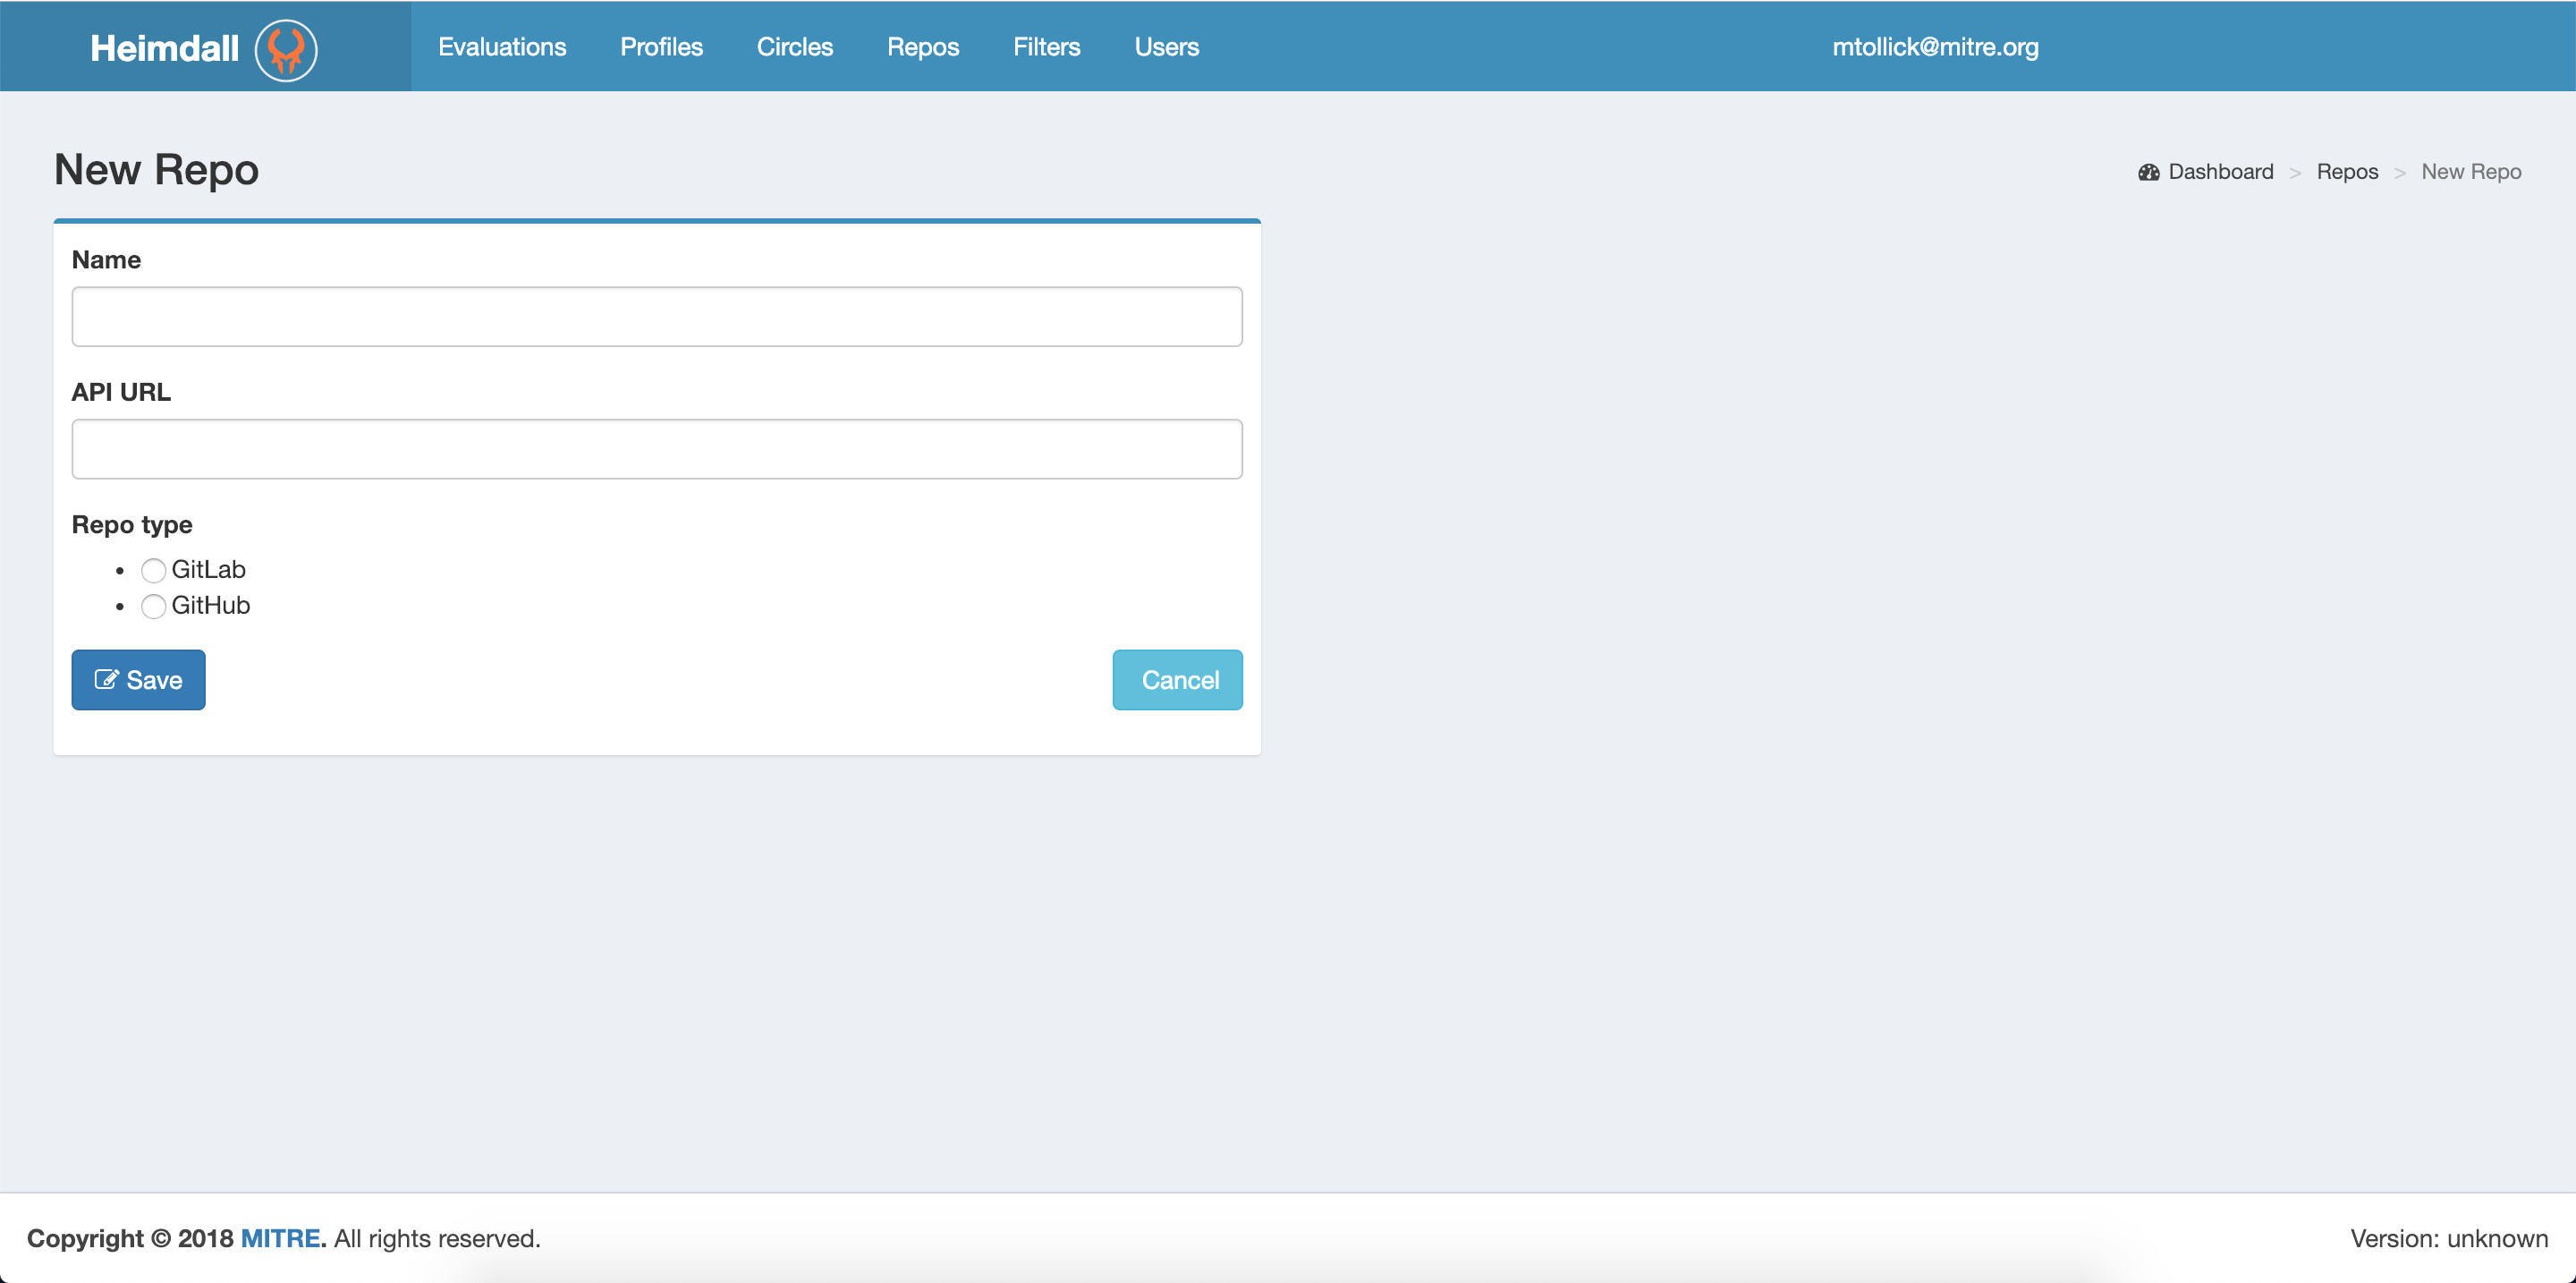 Heimdall Evaluations Profiles Circles Repos Filters Users mtollick@mitre.org
New Repo
Dashboard > Repos > New Repo
Name
API URL
Repo type
• GitLab
• GitHub
Save Cancel
Copyright © 2018 MITRE. All rights reserved. Version: unknown